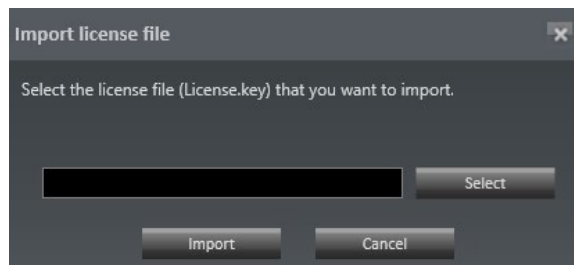 Import license file
Select the license file (License.key) that you want to import.
Select
Import Cancel